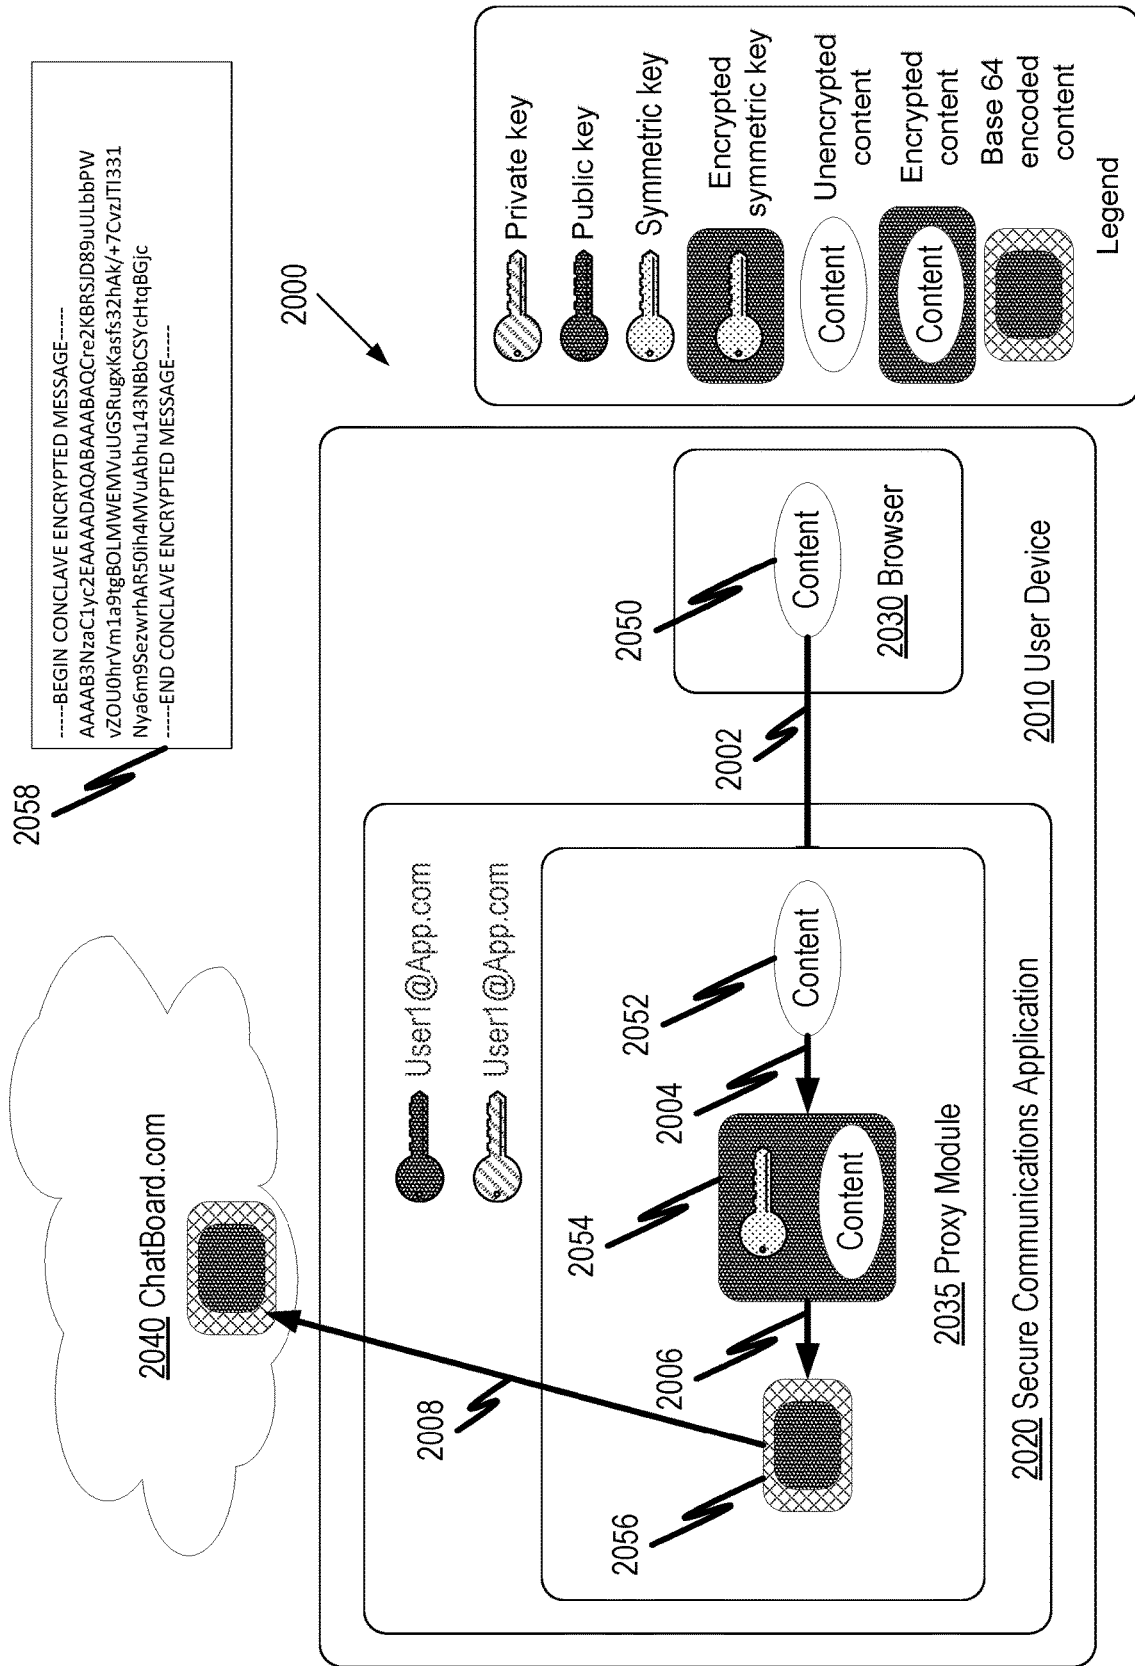 2058
-----BEGIN CONCLAVE ENCRYPTED MESSAGE-----
AAAAB3NzaC1yc2EAAAADAQABAAABAQCre2KBRSJD89uULbbPW
vZOU0hrVm1a9tgBOLMWEMVuUGSRugxKasfs32hAk/+7CvzJTI331
Nya6m9SezwrhAR50ih4MVuAbhu143NBbCSYcHtqBGjc
-----END CONCLAVE ENCRYPTED MESSAGE----
2040 ChatBoard.com
2000
2008
User1@App.com
User1@App.com
2056
2006
2054
2004
2052
Content
Content
2035 Proxy Module
2020 Secure Communications Application
2002
2050
Content
2030 Browser
2010 User Device
Private key
Public key
Symmetric key
Encrypted
symmetric key
Content
Unencrypted
content
Content
Encrypted
content
Base 64
encoded
content
Legend